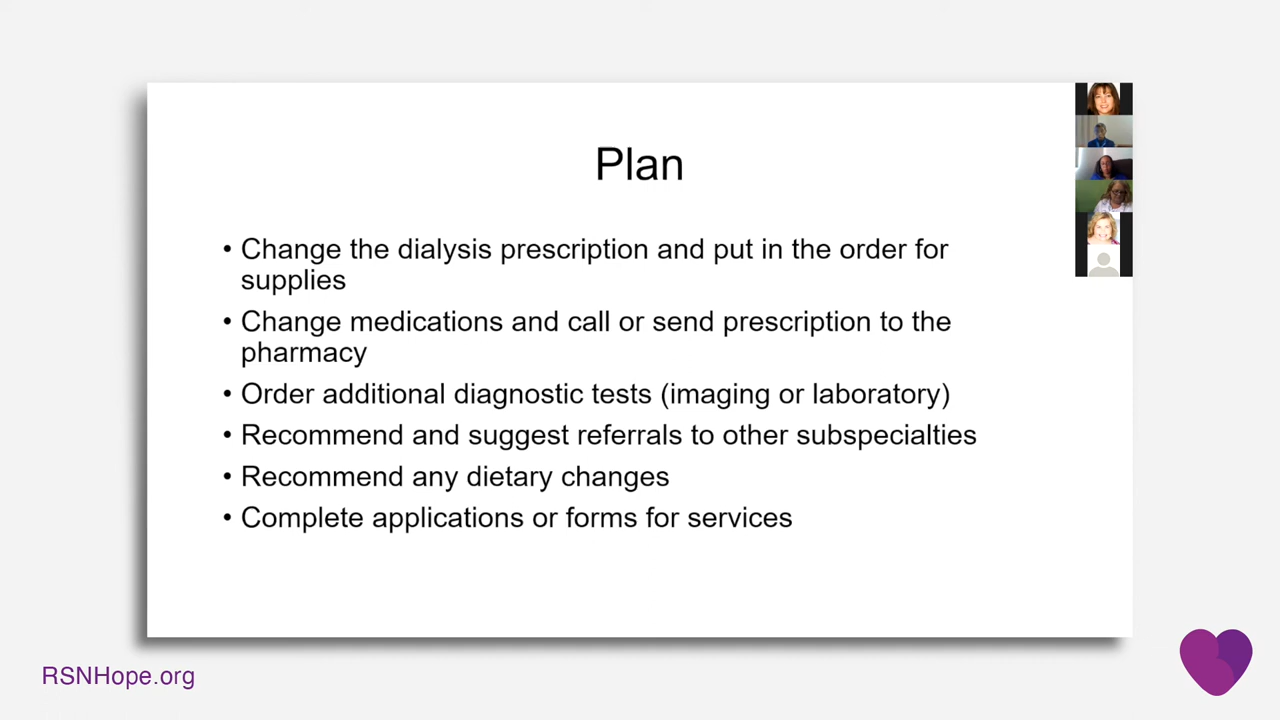 Plan
• Change the dialysis prescription and put in the order for
supplies
• Change medications and call or send prescription to the
pharmacy
• Order additional diagnostic tests (imaging or laboratory)
• Recommend and suggest referrals to other subspecialties
• Recommend any dietary changes
• Complete applications or forms for services
RSNHope.org